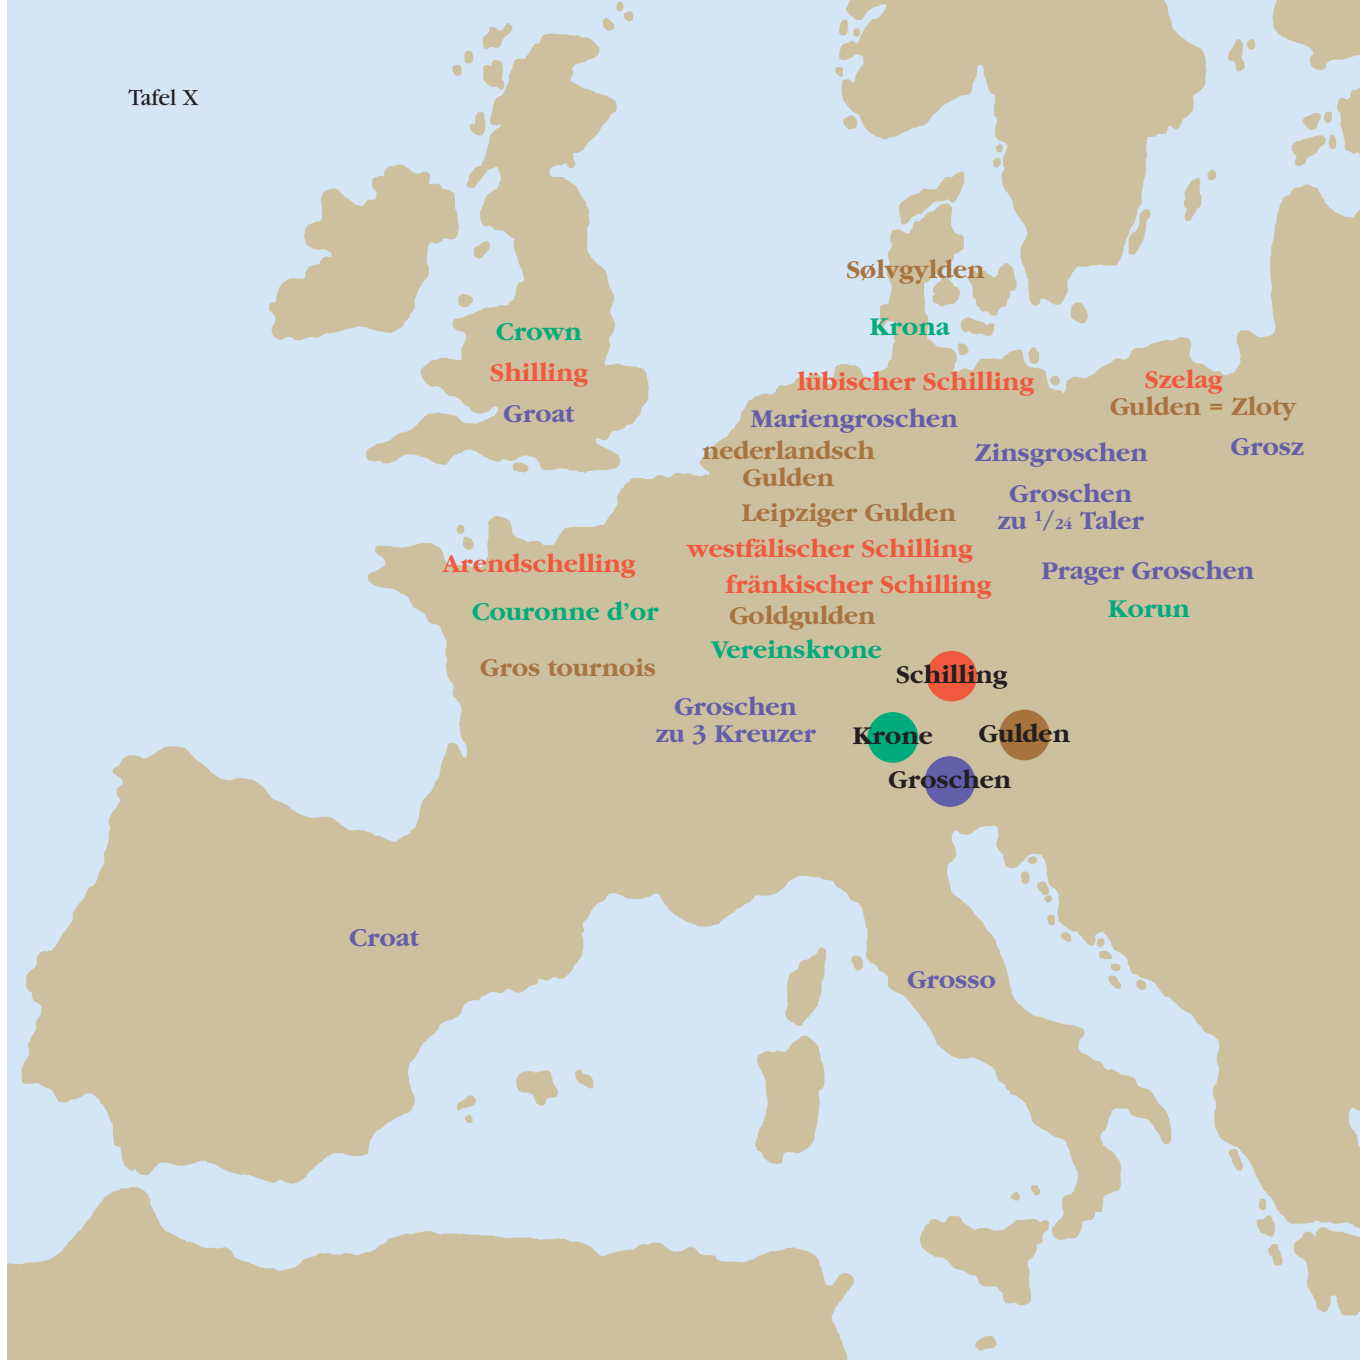 Tafel X
Sølvgylden
Krona
Crown
Shilling
Groat
lübischer Schilling
Mariengroschen
nederlandsch
Gulden
Leipziger Gulden
westfälischer Schilling
fränkischer Schilling
Goldgulden
Vereinskrone
Szelag
Gulden = Zloty
Grosz
Zinsgroschen
Groschen
zu 1/24 Taler
Prager Groschen
Korun
Arendschelling
Couronne d’or
Gros tournois
Groschen
zu 3 Kreuzer
Schilling
Krone
Gulden
Groschen
Croat
Grosso